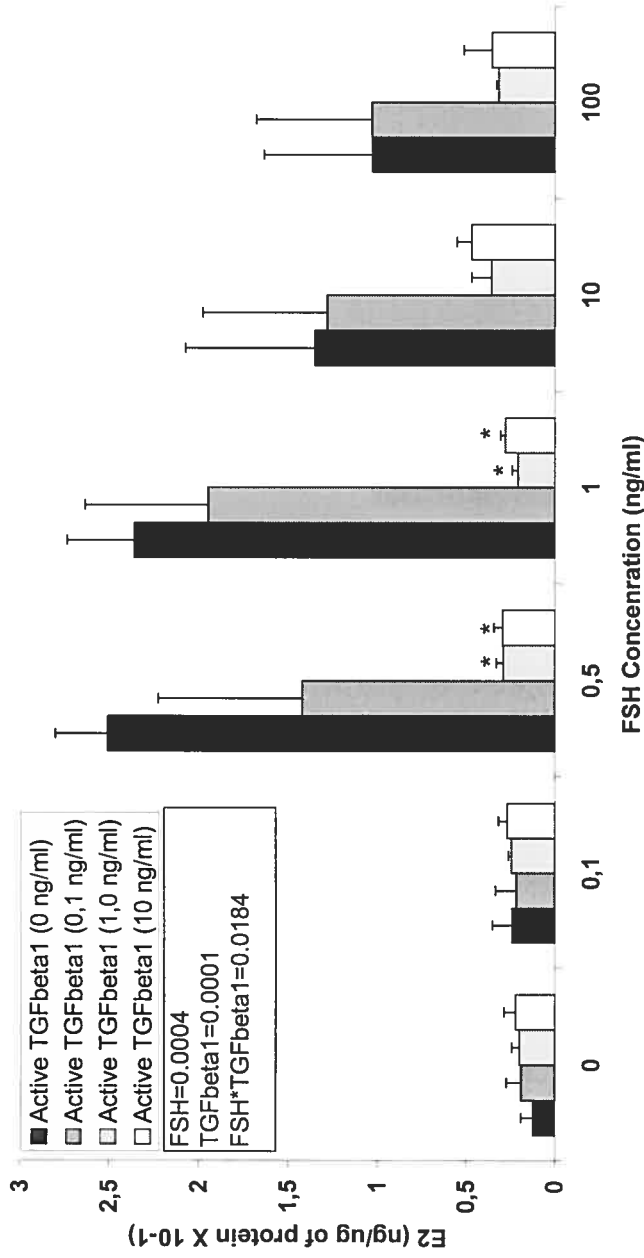 E2 (ng/ug of protein X 10-1)
3
2,5
2
1,5
1
0,5
0
Active TGFbeta1 (0 ng/ml)
Active TGFbeta1 (0,1 ng/ml)
Active TGFbeta1 (1,0 ng/ml)
Active TGFbeta1 (10 ng/ml)
FSH=0.0004
TGFbeta1=0.0001
FSH*TGFbeta1=0.0184
* * * *
0 0,1 0,5 1 10 100
FSH Concenration (ng/ml)